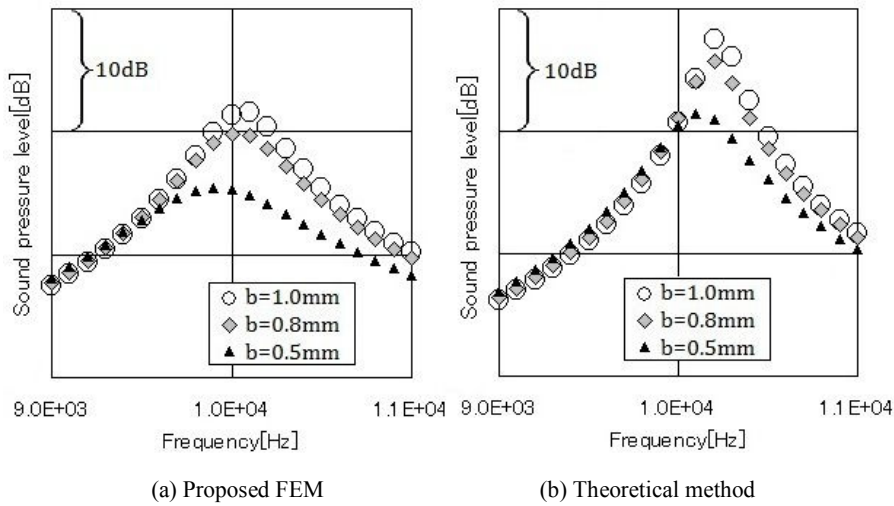 10dB
Sound pressure level[dB]
b=1.0mm
b=0.8mm
b=0.5mm
9.0E+03 1.0E+04 1.1E+04
Frequency[Hz]
(a) Proposed FEM
10dB
Sound pressure level[dB]
b=1.0mm
b=0.8mm
b=0.5mm
9.0E+03 1.0E+04 1.1E+04
Frequency[Hz]
(b) Theoretical method